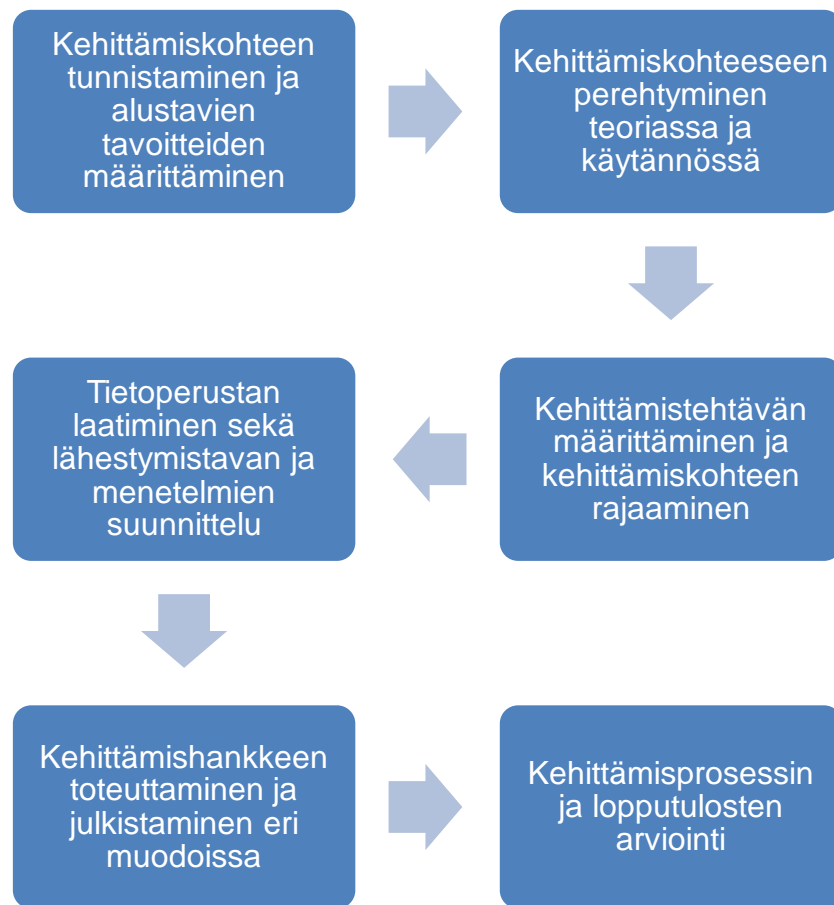 Kehittämiskohteen
tunnistaminen ja
alustavien
tavoitteiden
määrittäminen
Kehittämiskohteeseen
perehtyminen
teoriassa ja
käytännössä
Kehittämistehtävän
määrittäminen ja
kehittämiskohteen
rajaaminen
Tietoperustan
laatiminen sekä
lähestymistavan ja
menetelmien
suunnittelu
Kehittämishankkeen
toteuttaminen ja
julkistaminen eri
muodoissa
Kehittämisprosessin
ja lopputulosten
arviointi